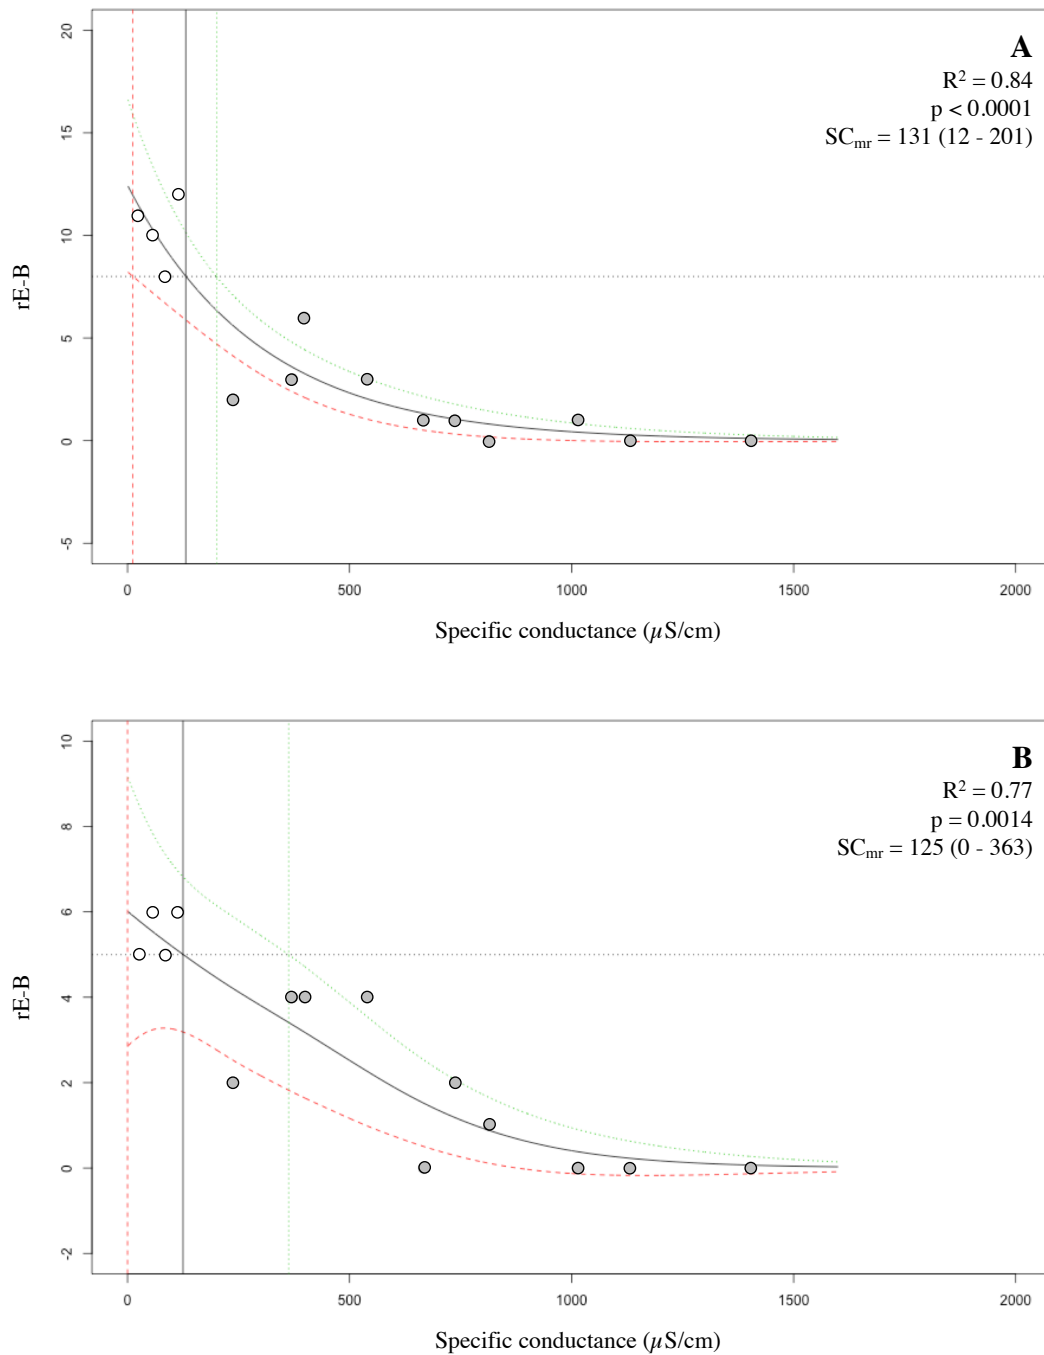 20
15
10
5
0
-5
rE-B
A
R² = 0.84
p < 0.0001
SCmr = 131 (12 - 201)
0 500 1000 1500 2000
Specific conductance (µS/cm)
10
8
6
4
2
0
-2
rE-B
B
R² = 0.77
p = 0.0014
SCmr = 125 (0 - 363)
0 500 1000 1500 2000
Specific conductance (µS/cm)